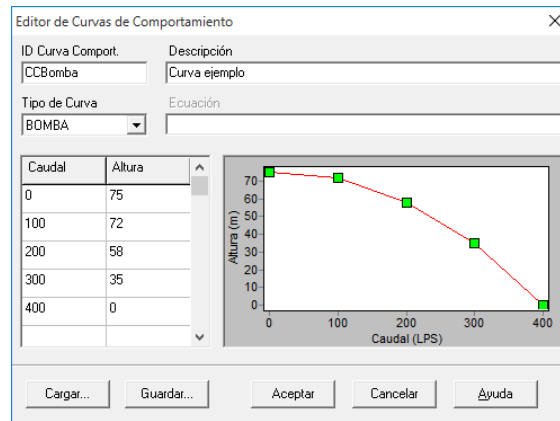 Editor de Curvas de Comportamiento
ID Curva Comport. Descripción
CCBomba Curva ejemplo
Tipo de Curva Ecuación
BOMBA
Caudal Altura
0 75
100 72
200 58
300 35
400 0
Altura (m)
70
60
50
40
30
20
10
0
0 100 200 300 400
Caudal (LPS)
Cargar... Guardar... Aceptar Cancelar Ayuda